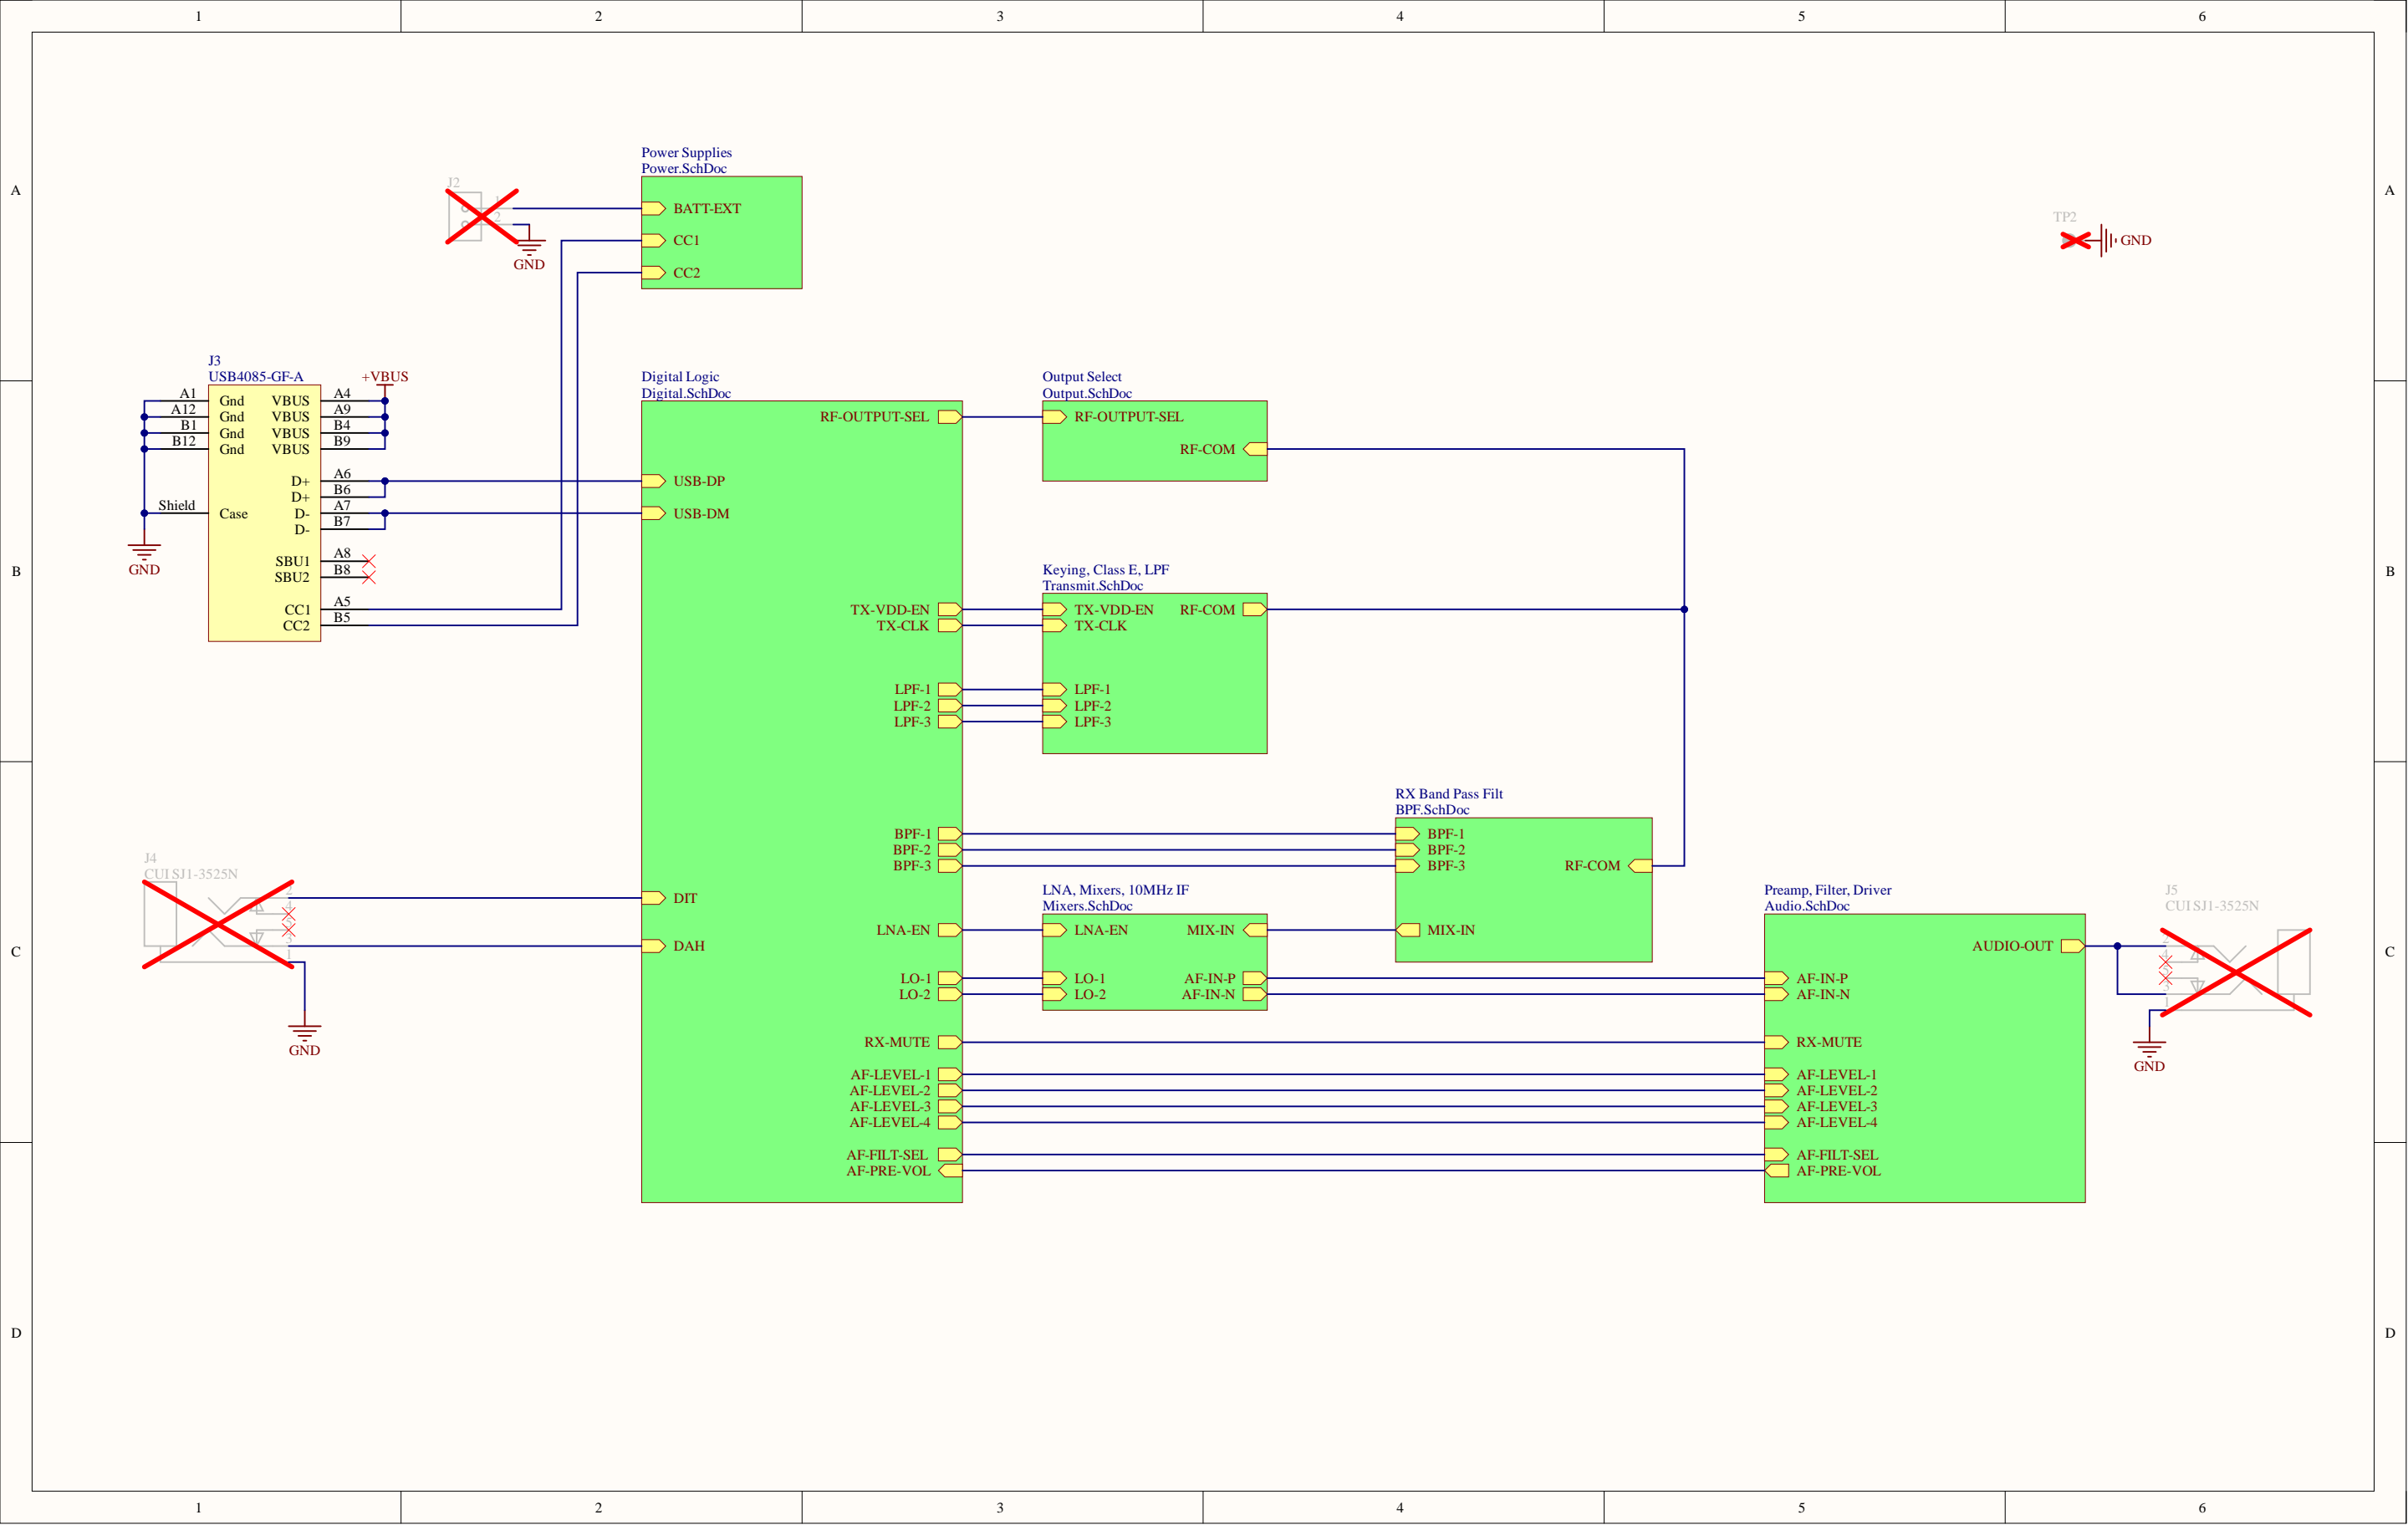 1 2 3 4 5 6
A
A
B
B
C
C
D
D
1 2 3 4 5 6
Power Supplies
Power.SchDoc
BATT-EXT
CC1
CC2
J2
1
2
GND
TP2
GND
J3
USB4085-GF-A
+VBUS
A1 Gnd VBUS A4
A12 Gnd VBUS A9
B1 Gnd VBUS B4
B12 Gnd VBUS B9
D+ A6
D+ B6
Shield Case D- A7
D- B7
SBU1 A8
SBU2 B8
CC1 A5
CC2 B5
GND
Digital Logic
Digital.SchDoc
RF-OUTPUT-SEL
USB-DP
USB-DM
TX-VDD-EN
TX-CLK
LPF-1
LPF-2
LPF-3
BPF-1
BPF-2
BPF-3
DIT
LNA-EN
DAH
LO-1
LO-2
RX-MUTE
AF-LEVEL-1
AF-LEVEL-2
AF-LEVEL-3
AF-LEVEL-4
AF-FILT-SEL
AF-PRE-VOL
Output Select
Output.SchDoc
RF-OUTPUT-SEL
RF-COM
Keying, Class E, LPF
Transmit.SchDoc
TX-VDD-EN RF-COM
TX-CLK
LPF-1
LPF-2
LPF-3
RX Band Pass Filt
BPF.SchDoc
BPF-1
BPF-2
BPF-3 RF-COM
MIX-IN
LNA, Mixers, 10MHz IF
Mixers.SchDoc
LNA-EN MIX-IN
LO-1 AF-IN-P
LO-2 AF-IN-N
J4
CUI SJ1-3525N
GND
Preamp, Filter, Driver
Audio.SchDoc
AUDIO-OUT
AF-IN-P
AF-IN-N
RX-MUTE
AF-LEVEL-1
AF-LEVEL-2
AF-LEVEL-3
AF-LEVEL-4
AF-FILT-SEL
AF-PRE-VOL
J5
CUI SJ1-3525N
GND